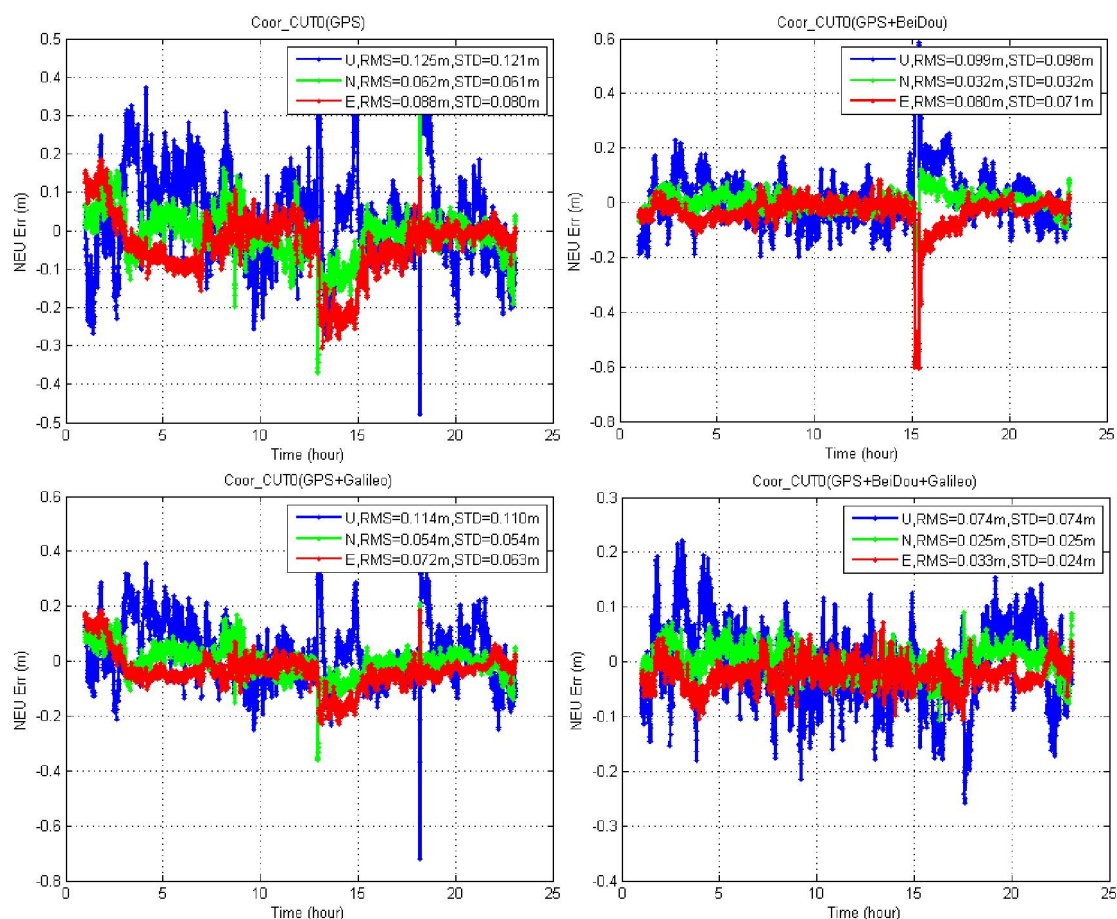 Coor_CUT0(GPS)
U,RMS=0.125m,STD=0.121m
N,RMS=0.062m,STD=0.061m
E,RMS=0.088m,STD=0.080m
NEU Err (m)
0.5
0.4
0.3
0.2
0.1
0
-0.1
-0.2
-0.3
-0.4
-0.5
0 5 10 15 20 25
Time (hour)
Coor_CUT0(GPS+BeiDou)
U,RMS=0.099m,STD=0.098m
N,RMS=0.032m,STD=0.032m
E,RMS=0.080m,STD=0.071m
NEU Err (m)
0.6
0.4
0.2
0
-0.2
-0.4
-0.6
-0.8
0 5 10 15 20 25
Time (hour)
Coor_CUT0(GPS+Galileo)
U,RMS=0.114m,STD=0.110m
N,RMS=0.054m,STD=0.054m
E,RMS=0.072m,STD=0.063m
NEU Err (m)
0.6
0.4
0.2
0
-0.2
-0.4
-0.6
-0.8
0 5 10 15 20 25
Time (hour)
Coor_CUT0(GPS+BeiDou+Galileo)
U,RMS=0.074m,STD=0.074m
N,RMS=0.025m,STD=0.025m
E,RMS=0.033m,STD=0.024m
NEU Err (m)
0.3
0.2
0.1
0
-0.1
-0.2
-0.3
-0.4
0 5 10 15 20 25
Time (hour)